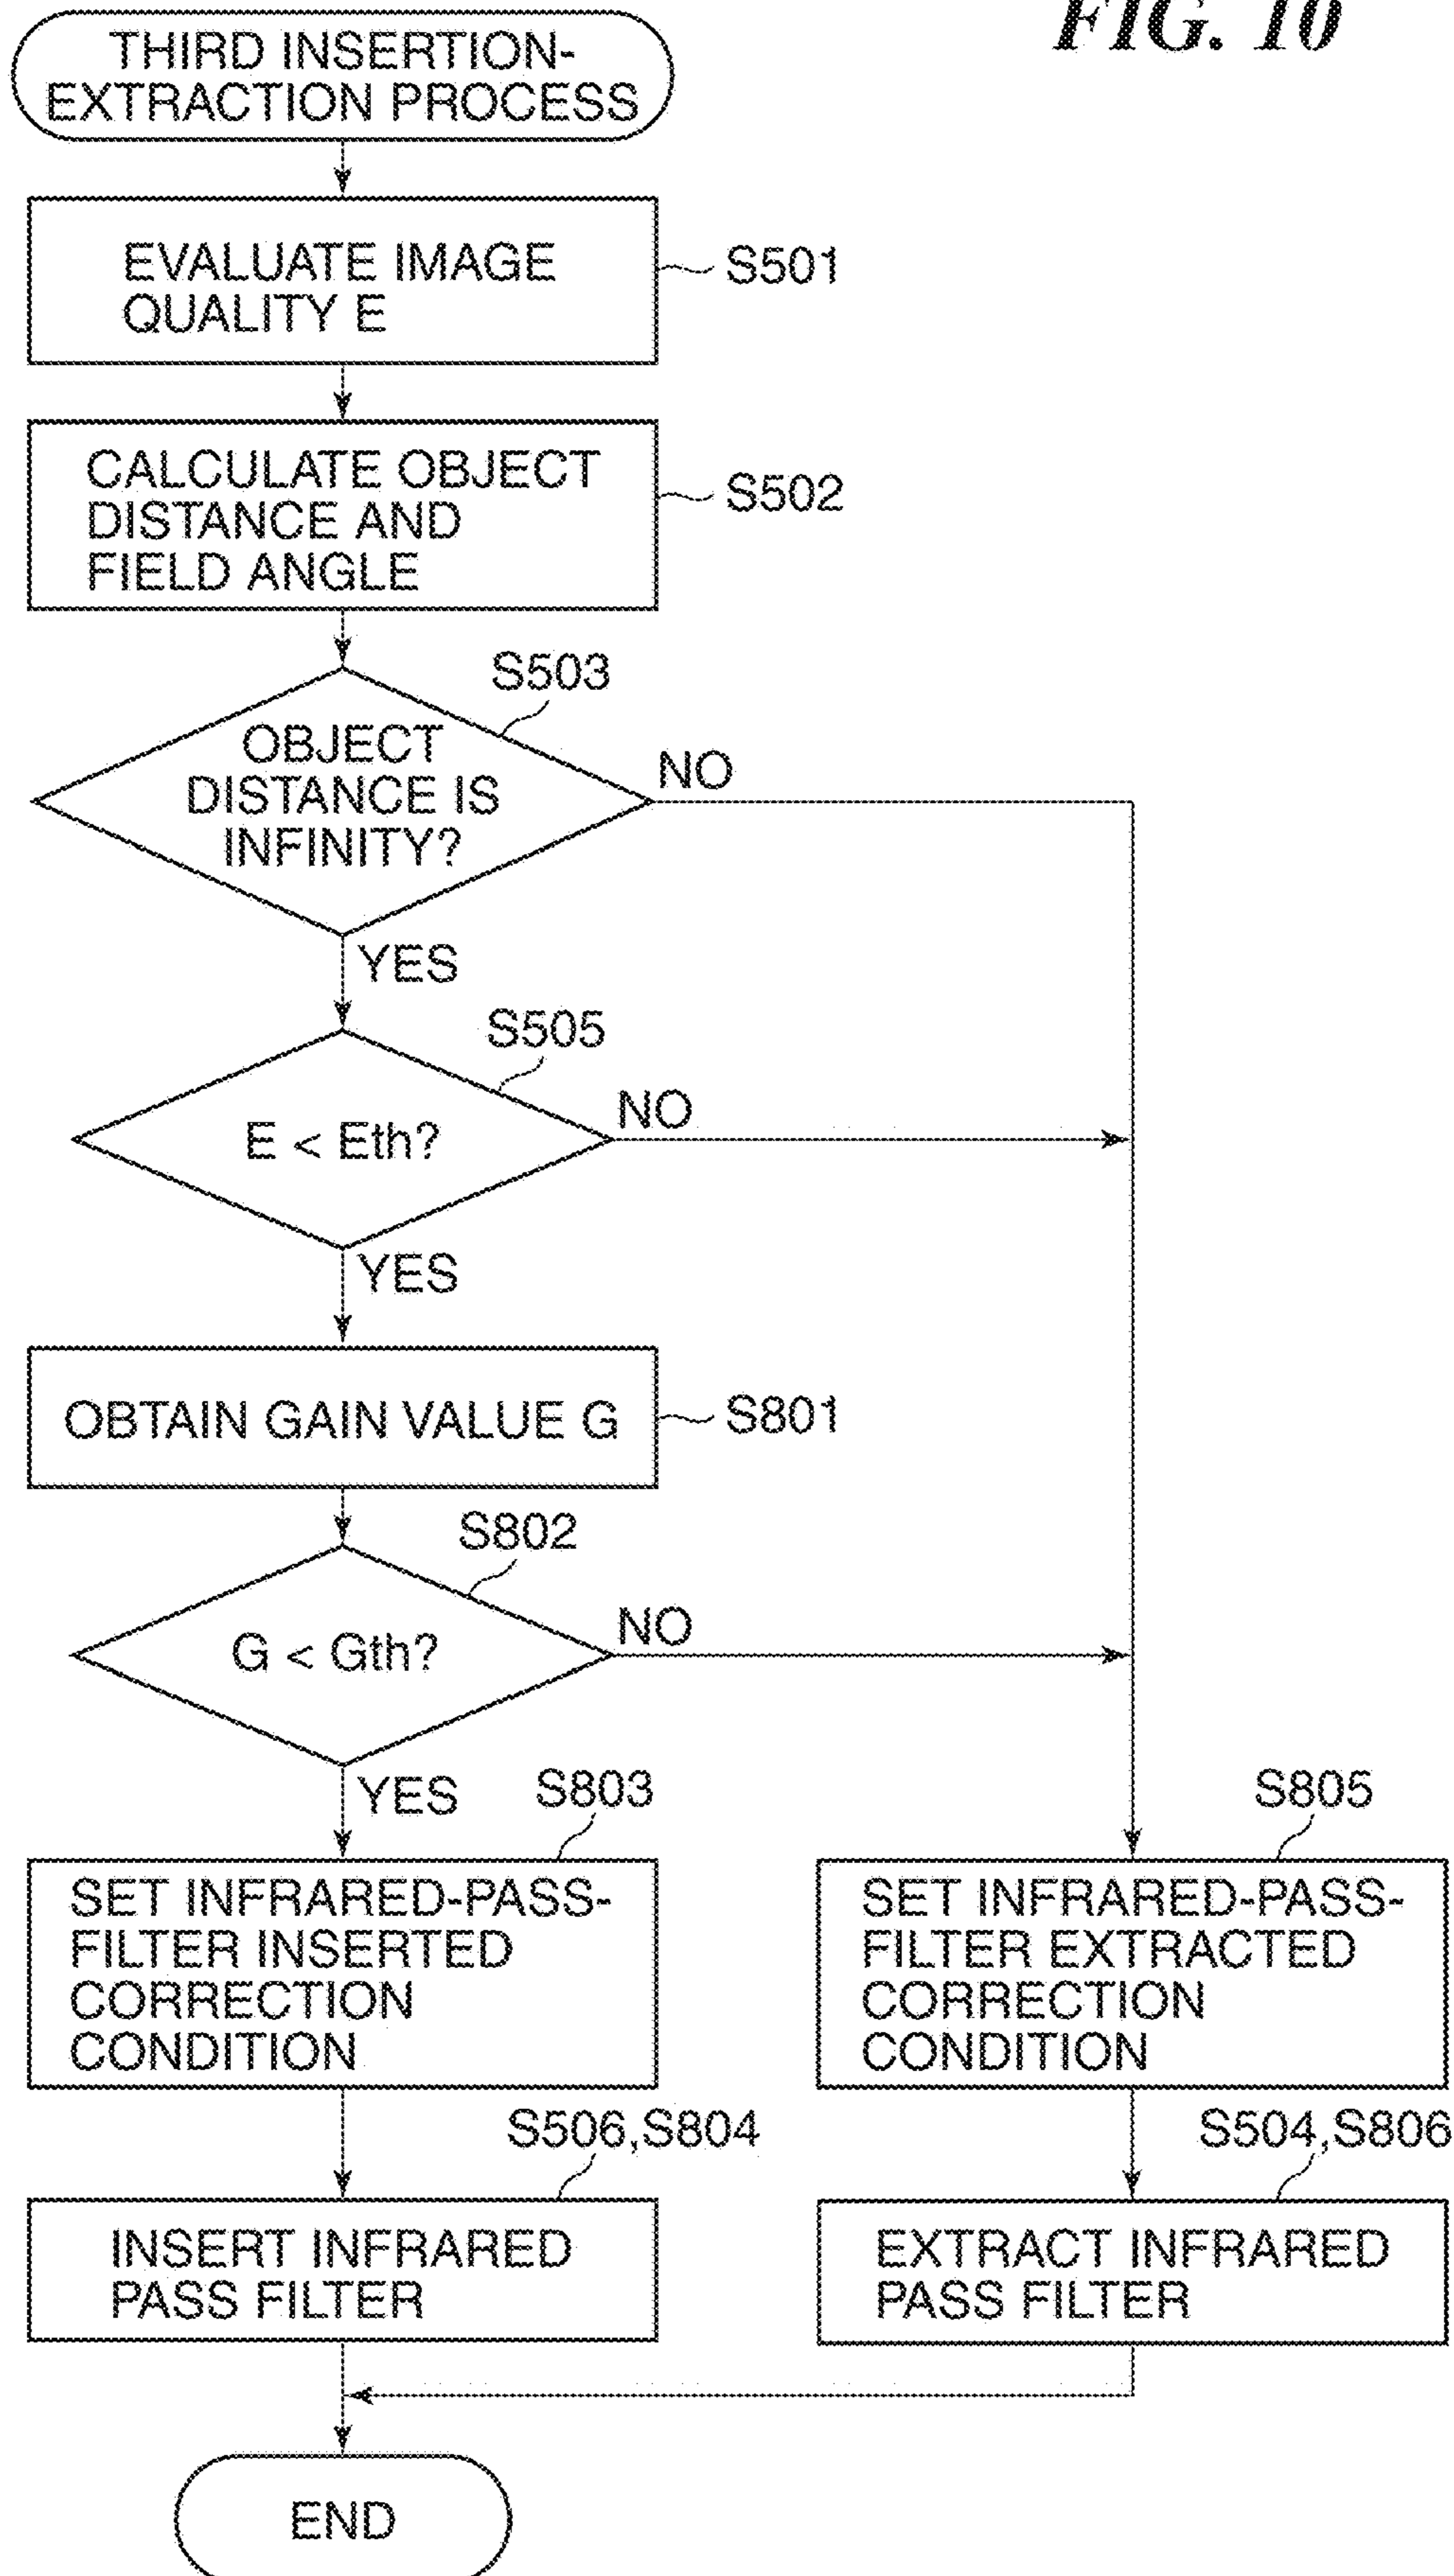 FIG. 10
THIRD INSERTION-
EXTRACTION PROCESS
EVALUATE IMAGE
QUALITY E
S501
CALCULATE OBJECT
DISTANCE AND
FIELD ANGLE
S502
S503
OBJECT
DISTANCE IS
INFINITY?
NO
YES
S505
E < Eth?
NO
YES
OBTAIN GAIN VALUE G
S801
S802
G < Gth?
NO
YES
S803
SET INFRARED-PASS-
FILTER INSERTED
CORRECTION
CONDITION
S805
SET INFRARED-PASS-
FILTER EXTRACTED
CORRECTION
CONDITION
S506,S804
INSERT INFRARED
PASS FILTER
S504,S806
EXTRACT INFRARED
PASS FILTER
END